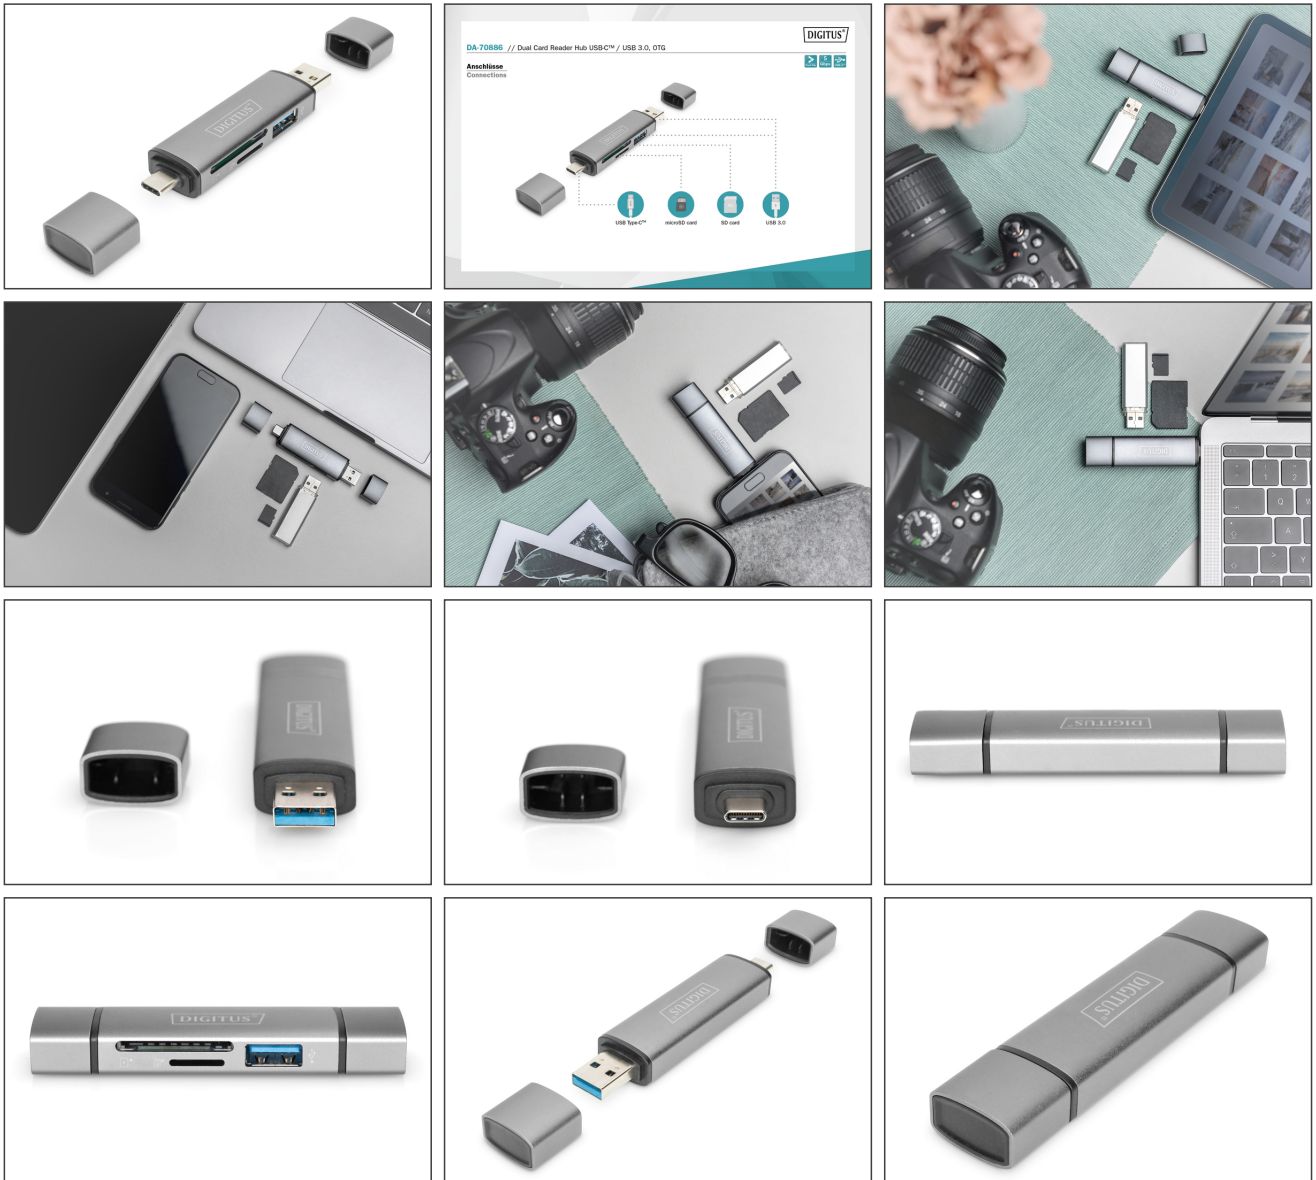 DIGITUS®
DIGITUS®
DA-70886 // Dual Card Reader Hub USB-C™ / USB 3.0, OTG
Anschlüsse
Connections
DIGITUS
USB Type-C™
microSD card
SD card
USB 3.0
DIGITUS
DIGITUS
DIGITUS®
DIGITUS®
DIGITUS®
DIGITUS®